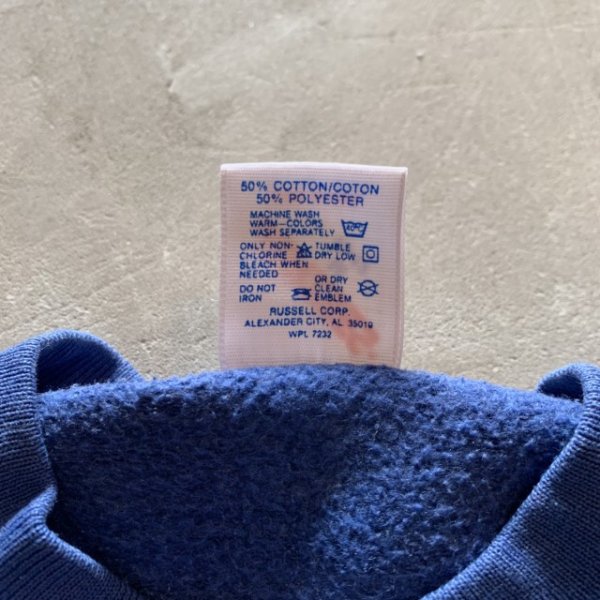 50% COTTON/COTON
50% POLYESTER
MACHINE WASH
WARM—COLORS
WASH SEPARATELY
ONLY NON-
CHLORINE
BLEACH WHEN
NEEDED
TUMBLE
DRY LOW
DO NOT
IRON
OR DRY
CLEAN
EMBLEM
RUSSELL CORP.
ALEXANDER CITY, AL 35010
WPL 7232